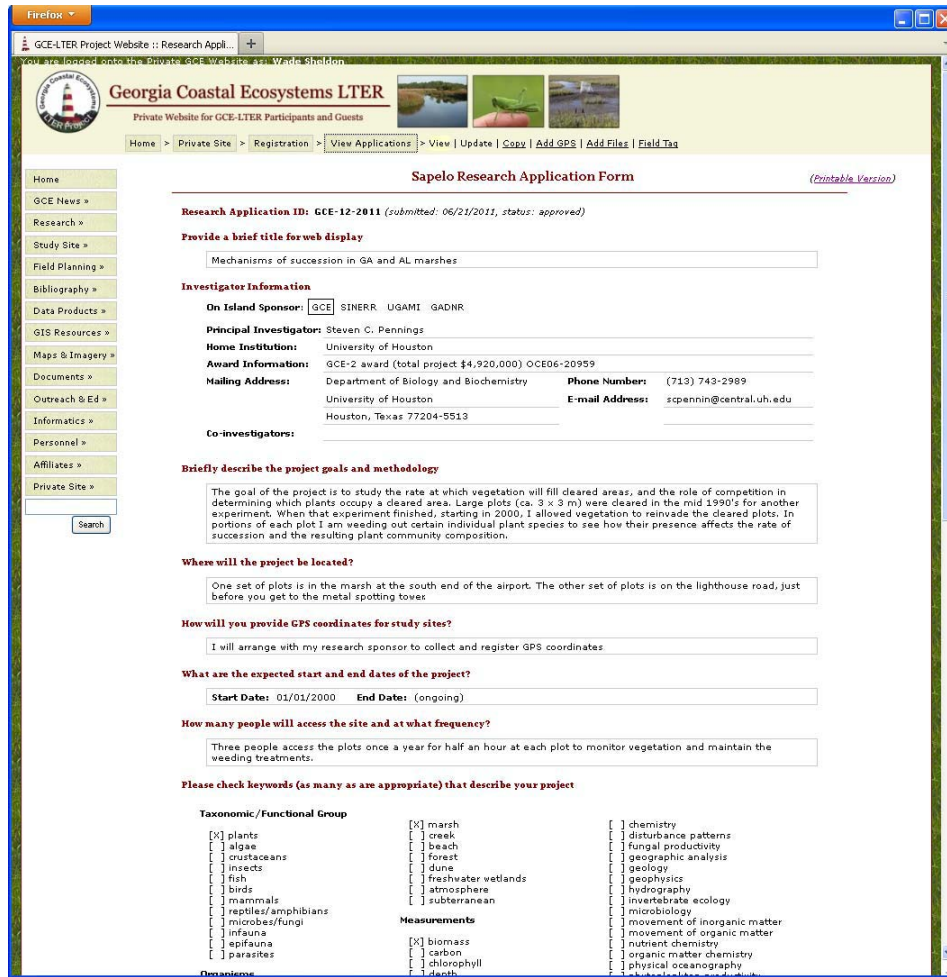 Firefox
GCE-LTER Project Website :: Research Appli...
You are logged onto the Private GCE Website as: Wade Sheldon
Georgia Coastal Ecosystems LTER
Private Website for GCE-LTER Participants and Guests
Home > Private Site > Registration > View Applications > View | Update | Copy | Add GPS | Add Files | Field Tag
Home
GCE News »
Research »
Study Site »
Field Planning »
Bibliography »
Data Products »
GIS Resources »
Maps & Imagery »
Documents »
Outreach & Ed »
Informatics »
Personnel »
Affiliates »
Private Site »
Search
Sapelo Research Application Form
(Printable Version)
Research Application ID: GCE-12-2011 (submitted: 06/21/2011, status: approved)
Provide a brief title for web display
Mechanisms of succession in GA and AL marshes
Investigator Information
On Island Sponsor: GCE SINERR UGAMI GADNR
Principal Investigator: Steven C. Pennings
Home Institution: University of Houston
Award Information: GCE-2 award (total project $4,920,000) OCE06-20959
Mailing Address: Department of Biology and Biochemistry Phone Number: (713) 743-2989
University of Houston E-mail Address: scpennin@central.uh.edu
Houston, Texas 77204-5513
Co-investigators:
Briefly describe the project goals and methodology
The goal of the project is to study the rate at which vegetation will fill cleared areas, and the role of competition in
determining which plants occupy a cleared area. Large plots (ca. 3 x 3 m) were cleared in the mid 1990's for another
experiment. When that experiment finished, starting in 2000, I allowed vegetation to reinvade the cleared plots. In
portions of each plot I am weeding out certain individual plant species to see how their presence affects the rate of
succession and the resulting plant community composition.
Where will the project be located?
One set of plots is in the marsh at the south end of the airport. The other set of plots is on the lighthouse road, just
before you get to the metal spotting tower.
How will you provide GPS coordinates for study sites?
I will arrange with my research sponsor to collect and register GPS coordinates
What are the expected start and end dates of the project?
Start Date: 01/01/2000 End Date: (ongoing)
How many people will access the site and at what frequency?
Three people access the plots once a year for half an hour at each plot to monitor vegetation and maintain the
weeding treatments.
Please check keywords (as many as are appropriate) that describe your project
Taxonomic/Functional Group
[X] plants
[ ] algae
[ ] crustaceans
[ ] insects
[ ] fish
[ ] birds
[ ] mammals
[ ] reptiles/amphibians
[ ] microbes/fungi
[ ] infauna
[ ] epifauna
[ ] parasites
Organisms
[X] marsh
[ ] creek
[ ] beach
[ ] forest
[ ] dune
[ ] freshwater wetlands
[ ] atmosphere
[ ] subterranean
Measurements
[X] biomass
[ ] carbon
[ ] chlorophyll
[ ] depth
[ ] chemistry
[ ] disturbance patterns
[ ] fungal productivity
[ ] geographic analysis
[ ] geology
[ ] geophysics
[ ] hydrography
[ ] invertebrate ecology
[ ] microbiology
[ ] movement of inorganic matter
[ ] movement of organic matter
[ ] nutrient chemistry
[ ] organic matter chemistry
[ ] physical oceanography
[ ] phytoplankton productivity